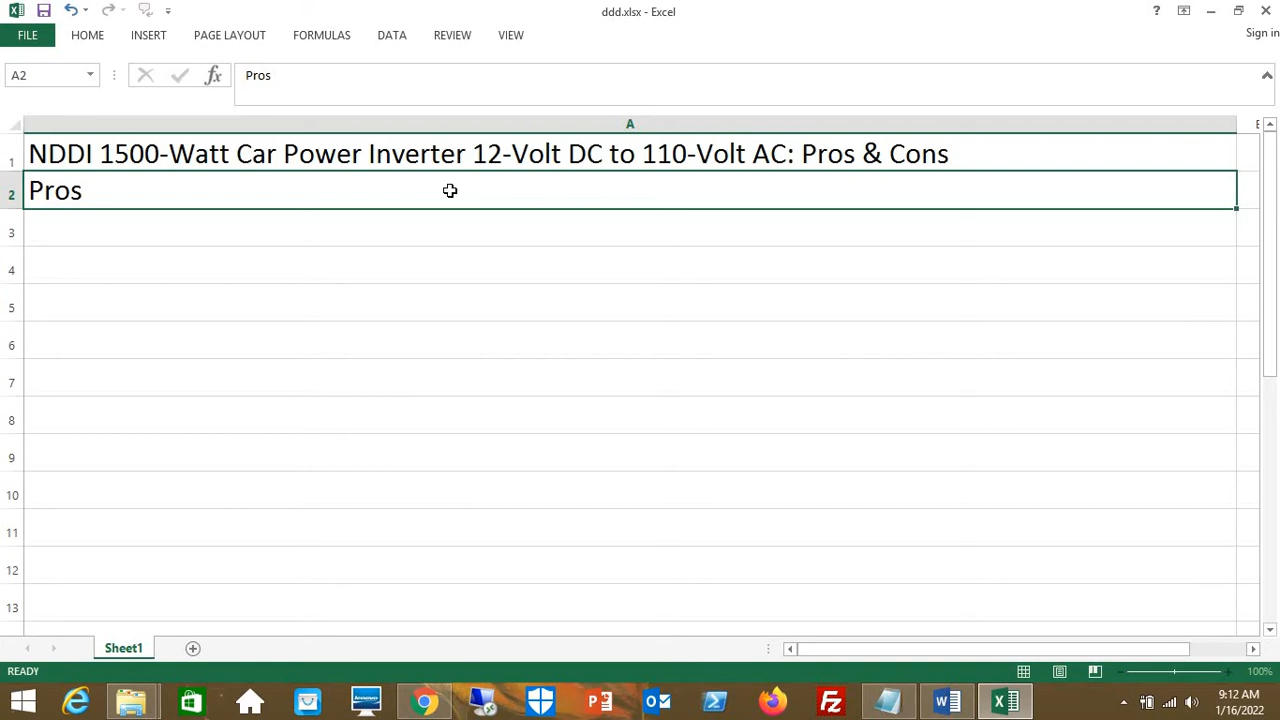 ddd.xlsx - Excel
?
FILE HOME INSERT PAGE LAYOUT FORMULAS DATA REVIEW VIEW
Sign in
A2 fx Pros
A
1 NDDI 1500-Watt Car Power Inverter 12-Volt DC to 110-Volt AC: Pros & Cons
2 Pros
3
4
5
6
7
8
9
10
11
12
13
Sheet1
READY 100%
9:12 AM
1/16/2022